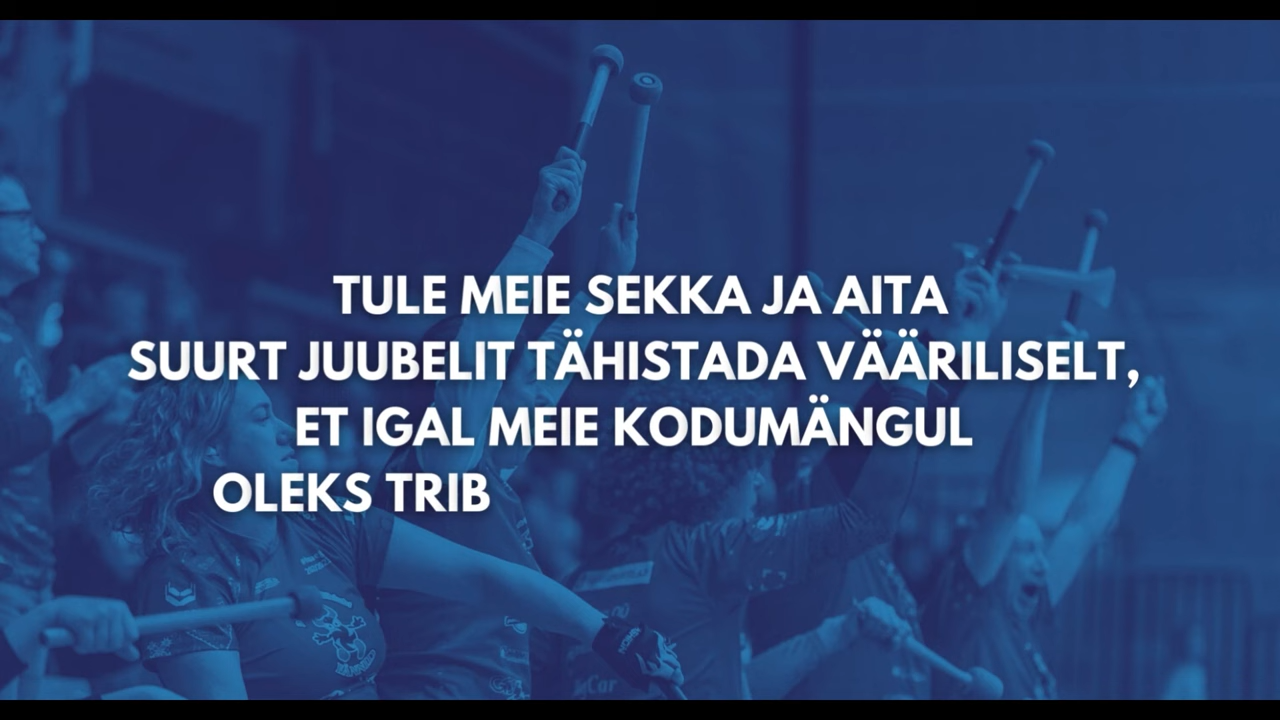 TULE MEIE SEKKA JA AITA
SUURT JUUBELIT TÄHISTADA VÄÄRILISELT,
ET IGAL MEIE KODUMÄNGUL
OLEKS TRIB